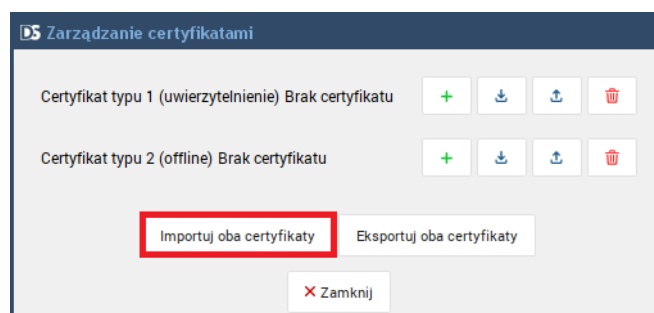 DS Zarządzanie certyfikatami
Certyfikat typu 1 (uwierzytelnienie) Brak certyfikatu
Certyfikat typu 2 (offline) Brak certyfikatu
Importuj oba certyfikaty Eksportuj oba certyfikaty
Zamknij